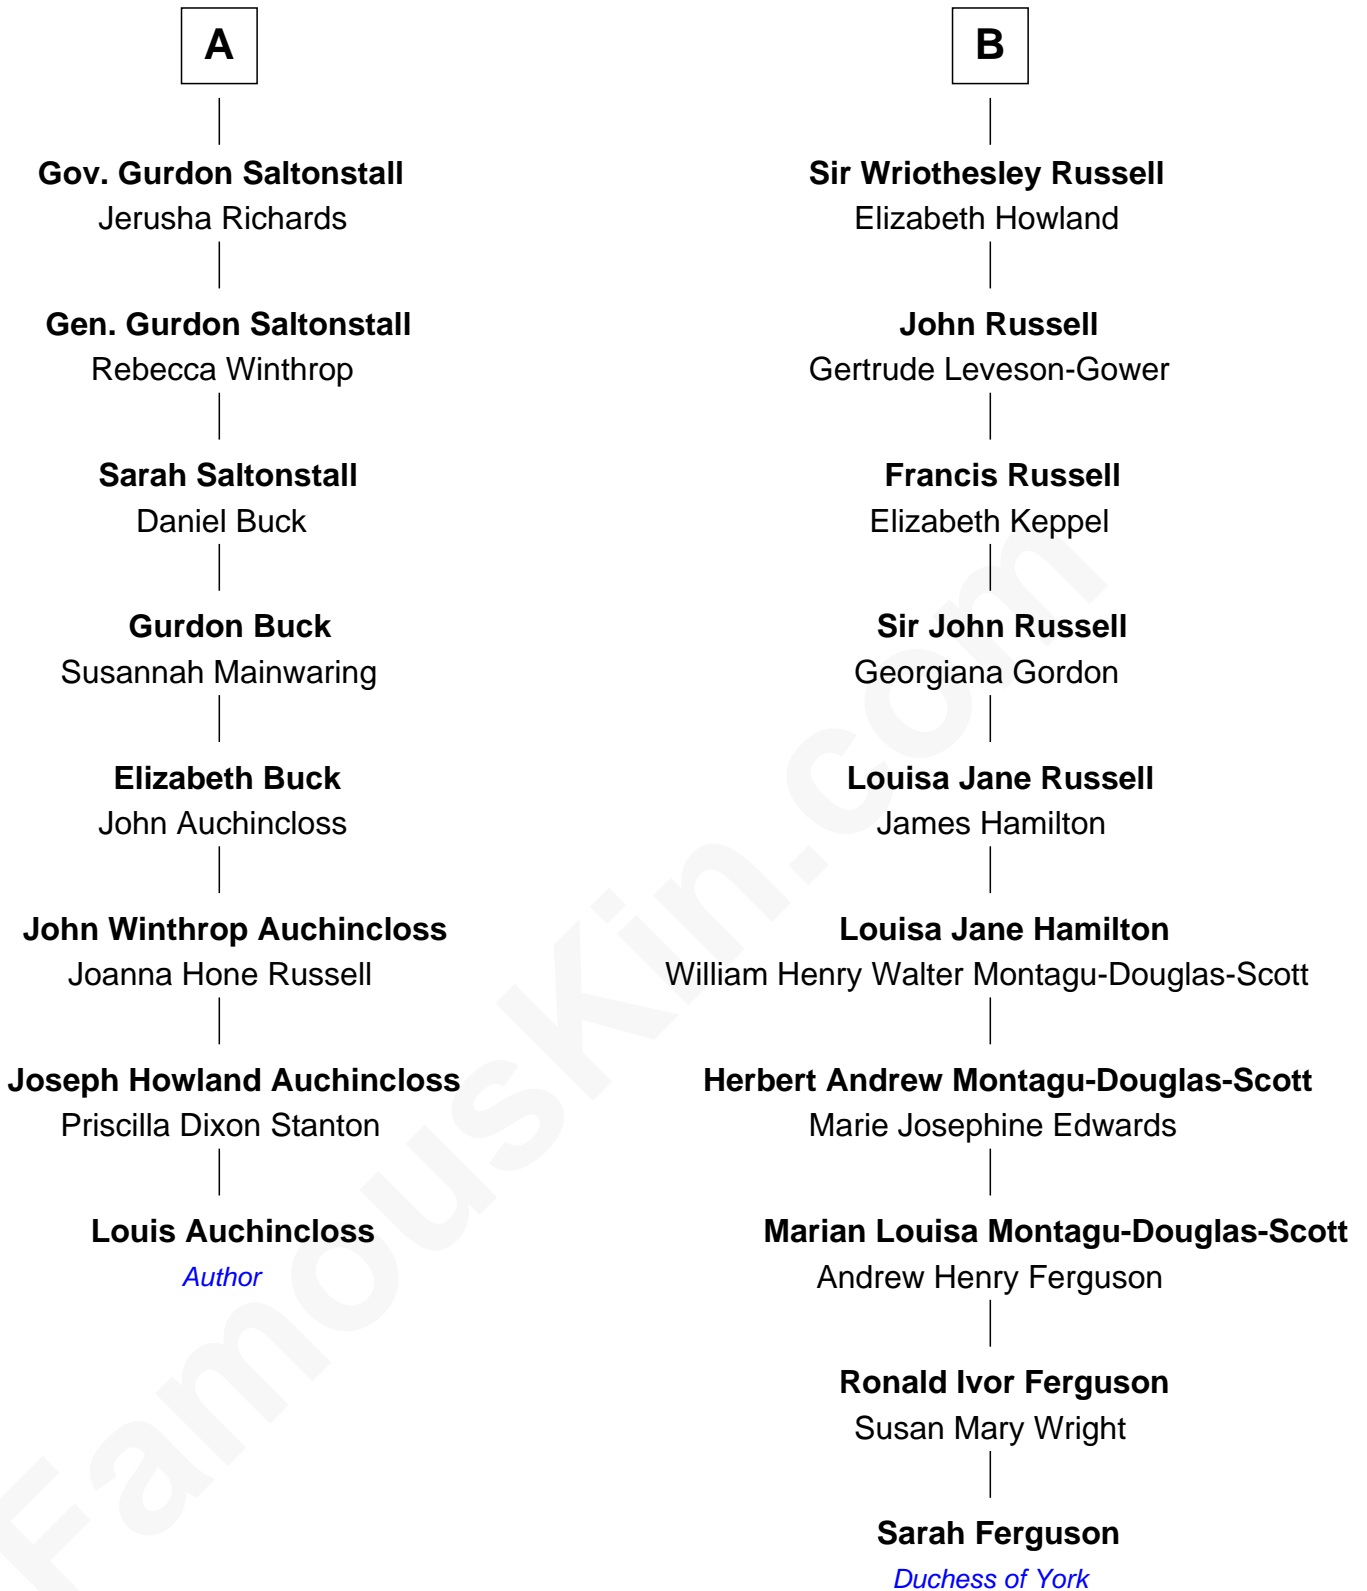 A
Gov. Gurdon Saltonstall
Jerusha Richards
Gen. Gurdon Saltonstall
Rebecca Winthrop
Sarah Saltonstall
Daniel Buck
Gurdon Buck
Susannah Mainwaring
Elizabeth Buck
John Auchincloss
John Winthrop Auchincloss
Joanna Hone Russell
Joseph Howland Auchincloss
Priscilla Dixon Stanton
Louis Auchincloss
Author
B
Sir Wriothesley Russell
Elizabeth Howland
John Russell
Gertrude Leveson-Gower
Francis Russell
Elizabeth Keppel
Sir John Russell
Georgiana Gordon
Louisa Jane Russell
James Hamilton
Louisa Jane Hamilton
William Henry Walter Montagu-Douglas-Scott
Herbert Andrew Montagu-Douglas-Scott
Marie Josephine Edwards
Marian Louisa Montagu-Douglas-Scott
Andrew Henry Ferguson
Ronald Ivor Ferguson
Susan Mary Wright
Sarah Ferguson
Duchess of York
FamousKin.com